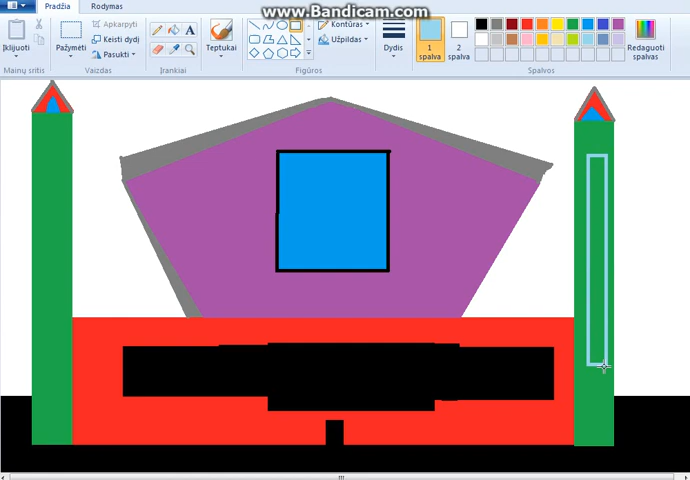 www.Bandicam.com
Pradžia Rodymas
Įklijuoti
Mainų sritis
Pažymėti
Apkarpyti
Keisti dydį
Pasukti
Vaizdas
A
Įrankiai
Teptukai
Kontūras
Užpildas
Figūros
Dydis
1 spalva
2 spalva
Spalvos
Redaguoti spalvas